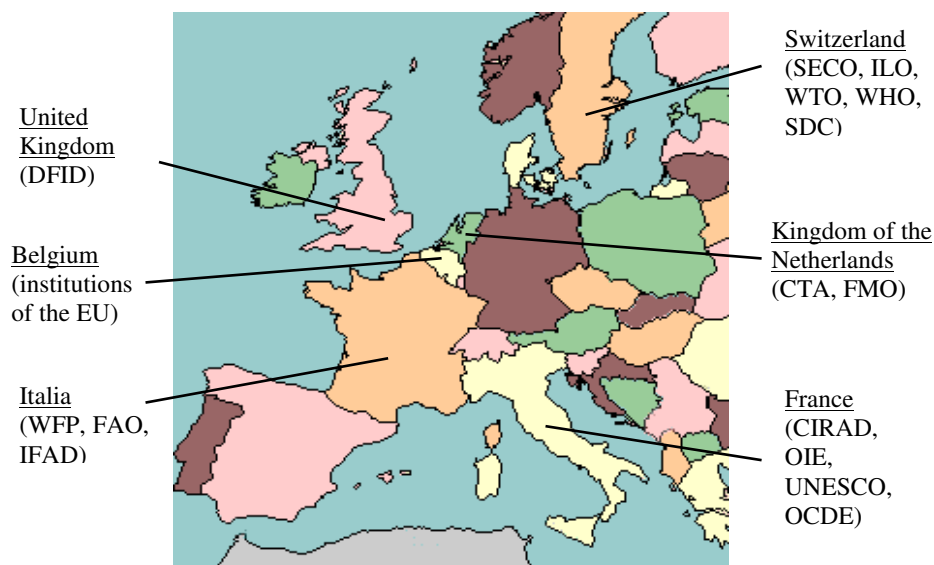 United
Kingdom
(DFID)
Belgium
(institutions
of the EU)
Italia
(WFP, FAO,
IFAD)
Switzerland
(SECO, ILO,
WTO, WHO,
SDC)
Kingdom of the
Netherlands
(CTA, FMO)
France
(CIRAD,
OIE,
UNESCO,
OCDE)